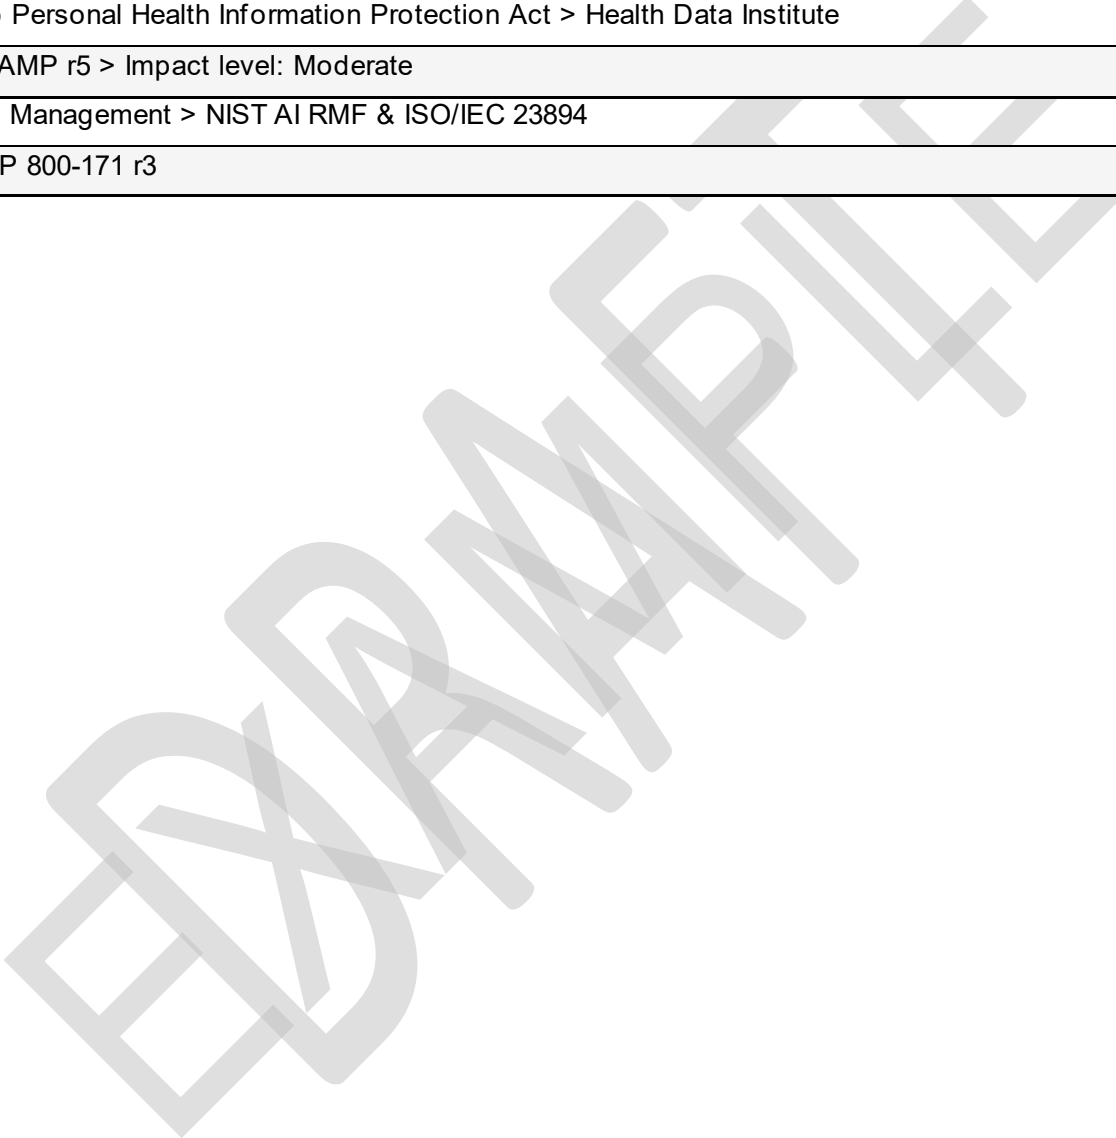 Personal Health Information Protection Act > Health Data Institute
AMP r5 > Impact level: Moderate
Management > NIST AI RMF & ISO/IEC 23894
P 800-171 r3
DRAFT
EXAMPLE